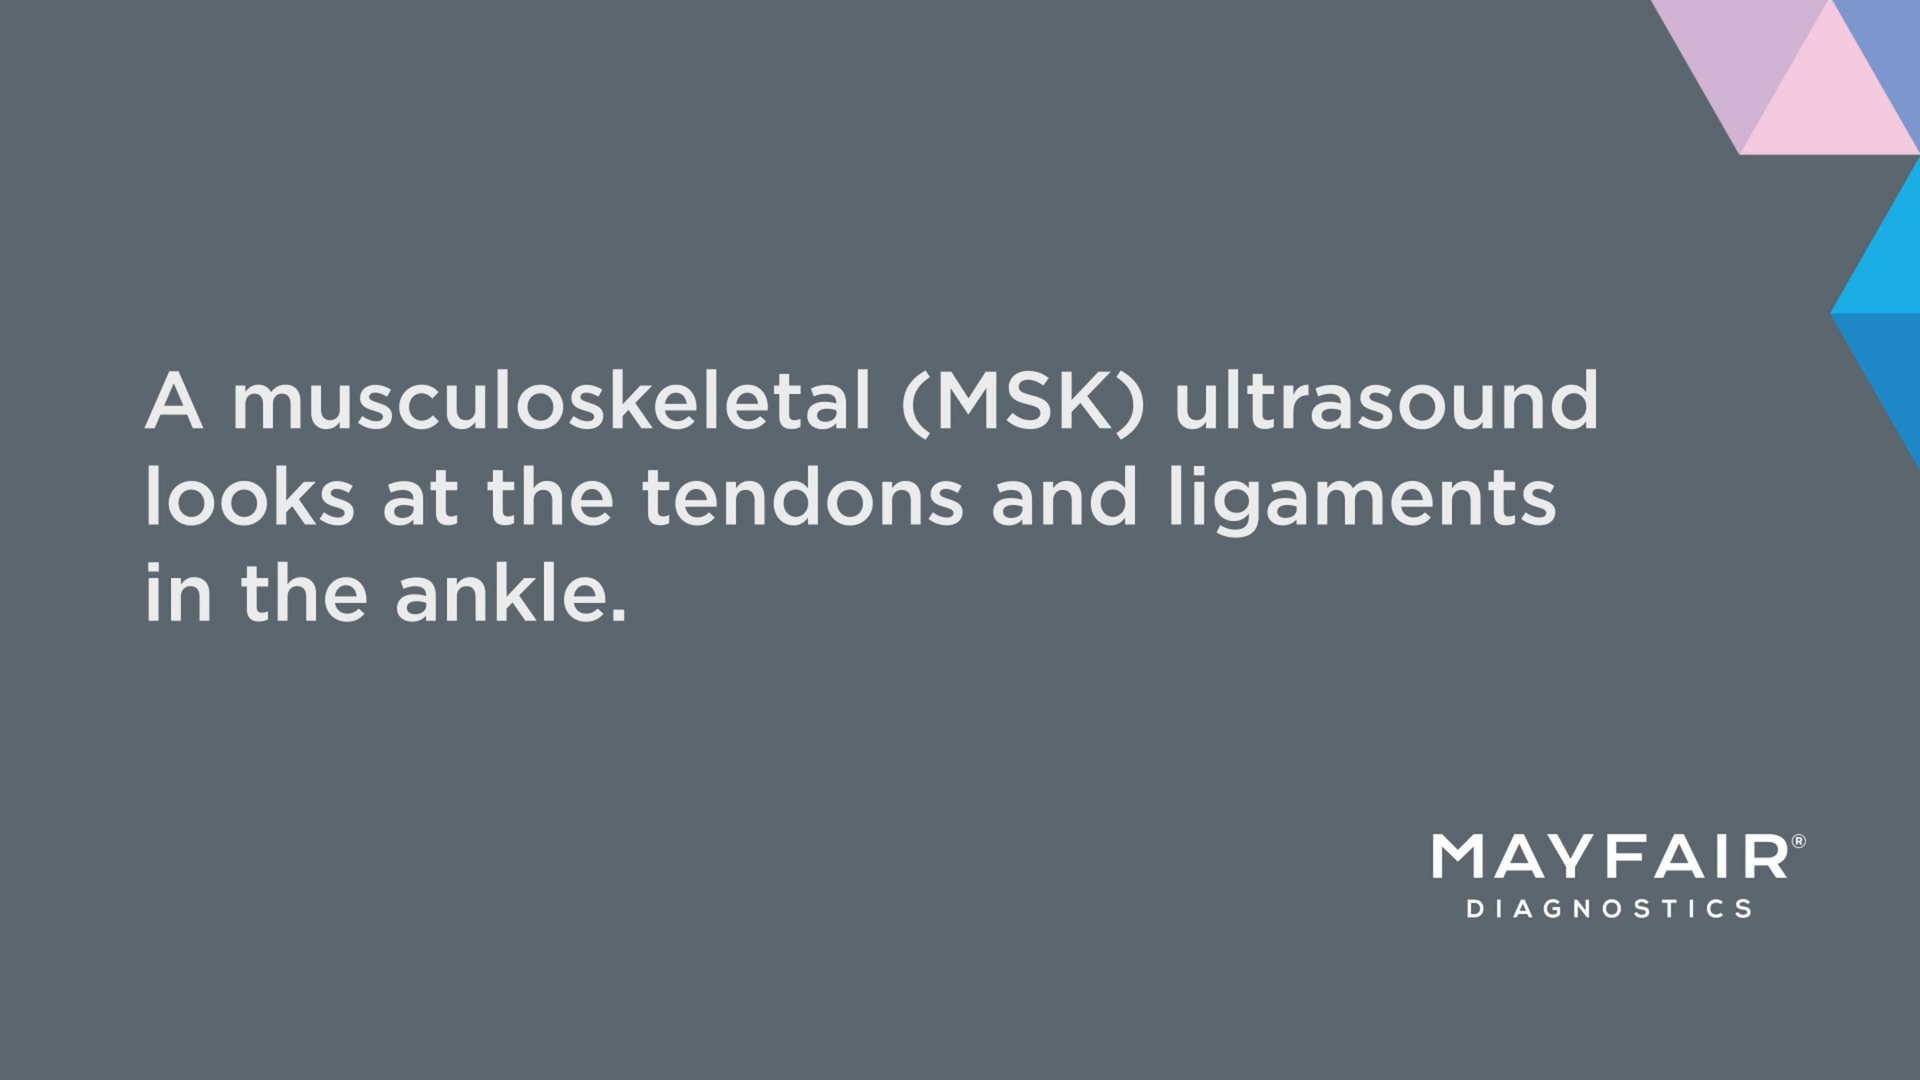 A musculoskeletal (MSK) ultrasound
looks at the tendons and ligaments
in the ankle.
MAYFAIR®
DIAGNOSTICS